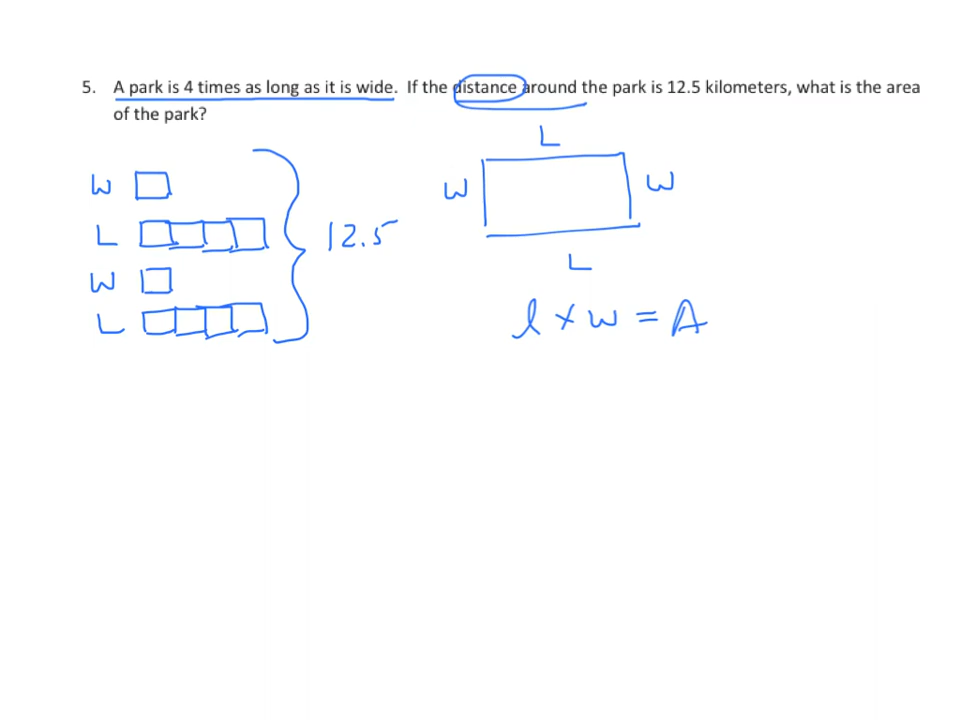 5. A park is 4 times as long as it is wide. If the distance around the park is 12.5 kilometers, what is the area
of the park?
L
W
W
W
L
12.5
W
L
L
l × w = A